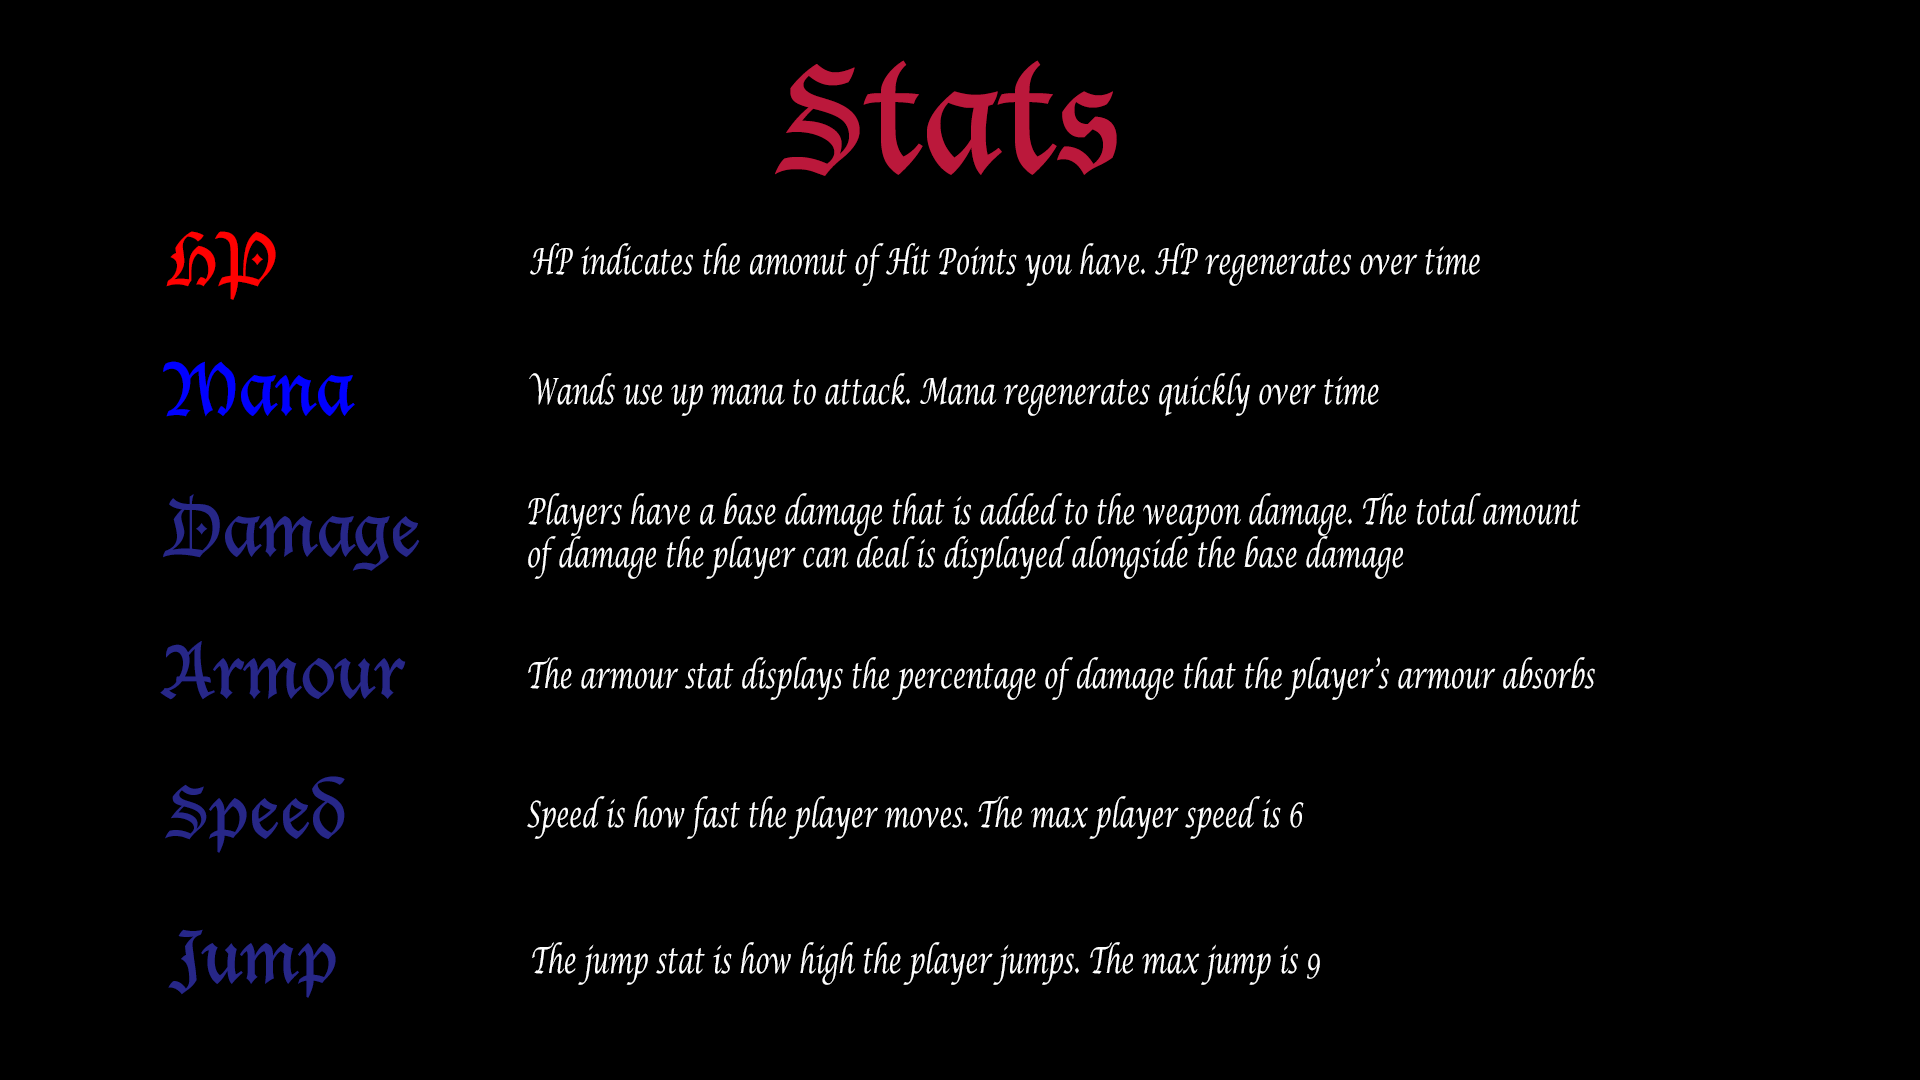 Stats
HP
HP indicates the amonut of Hit Points you have. HP regenerates over time
Mana
Wands use up mana to attack. Mana regenerates quickly over time
Damage
Players have a base damage that is added to the weapon damage. The total amount
of damage the player can deal is displayed alongside the base damage
Armour
The armour stat displays the percentage of damage that the player's armour absorbs
Speed
Speed is how fast the player moves. The max player speed is 6
Jump
The jump stat is how high the player jumps. The max jump is 9